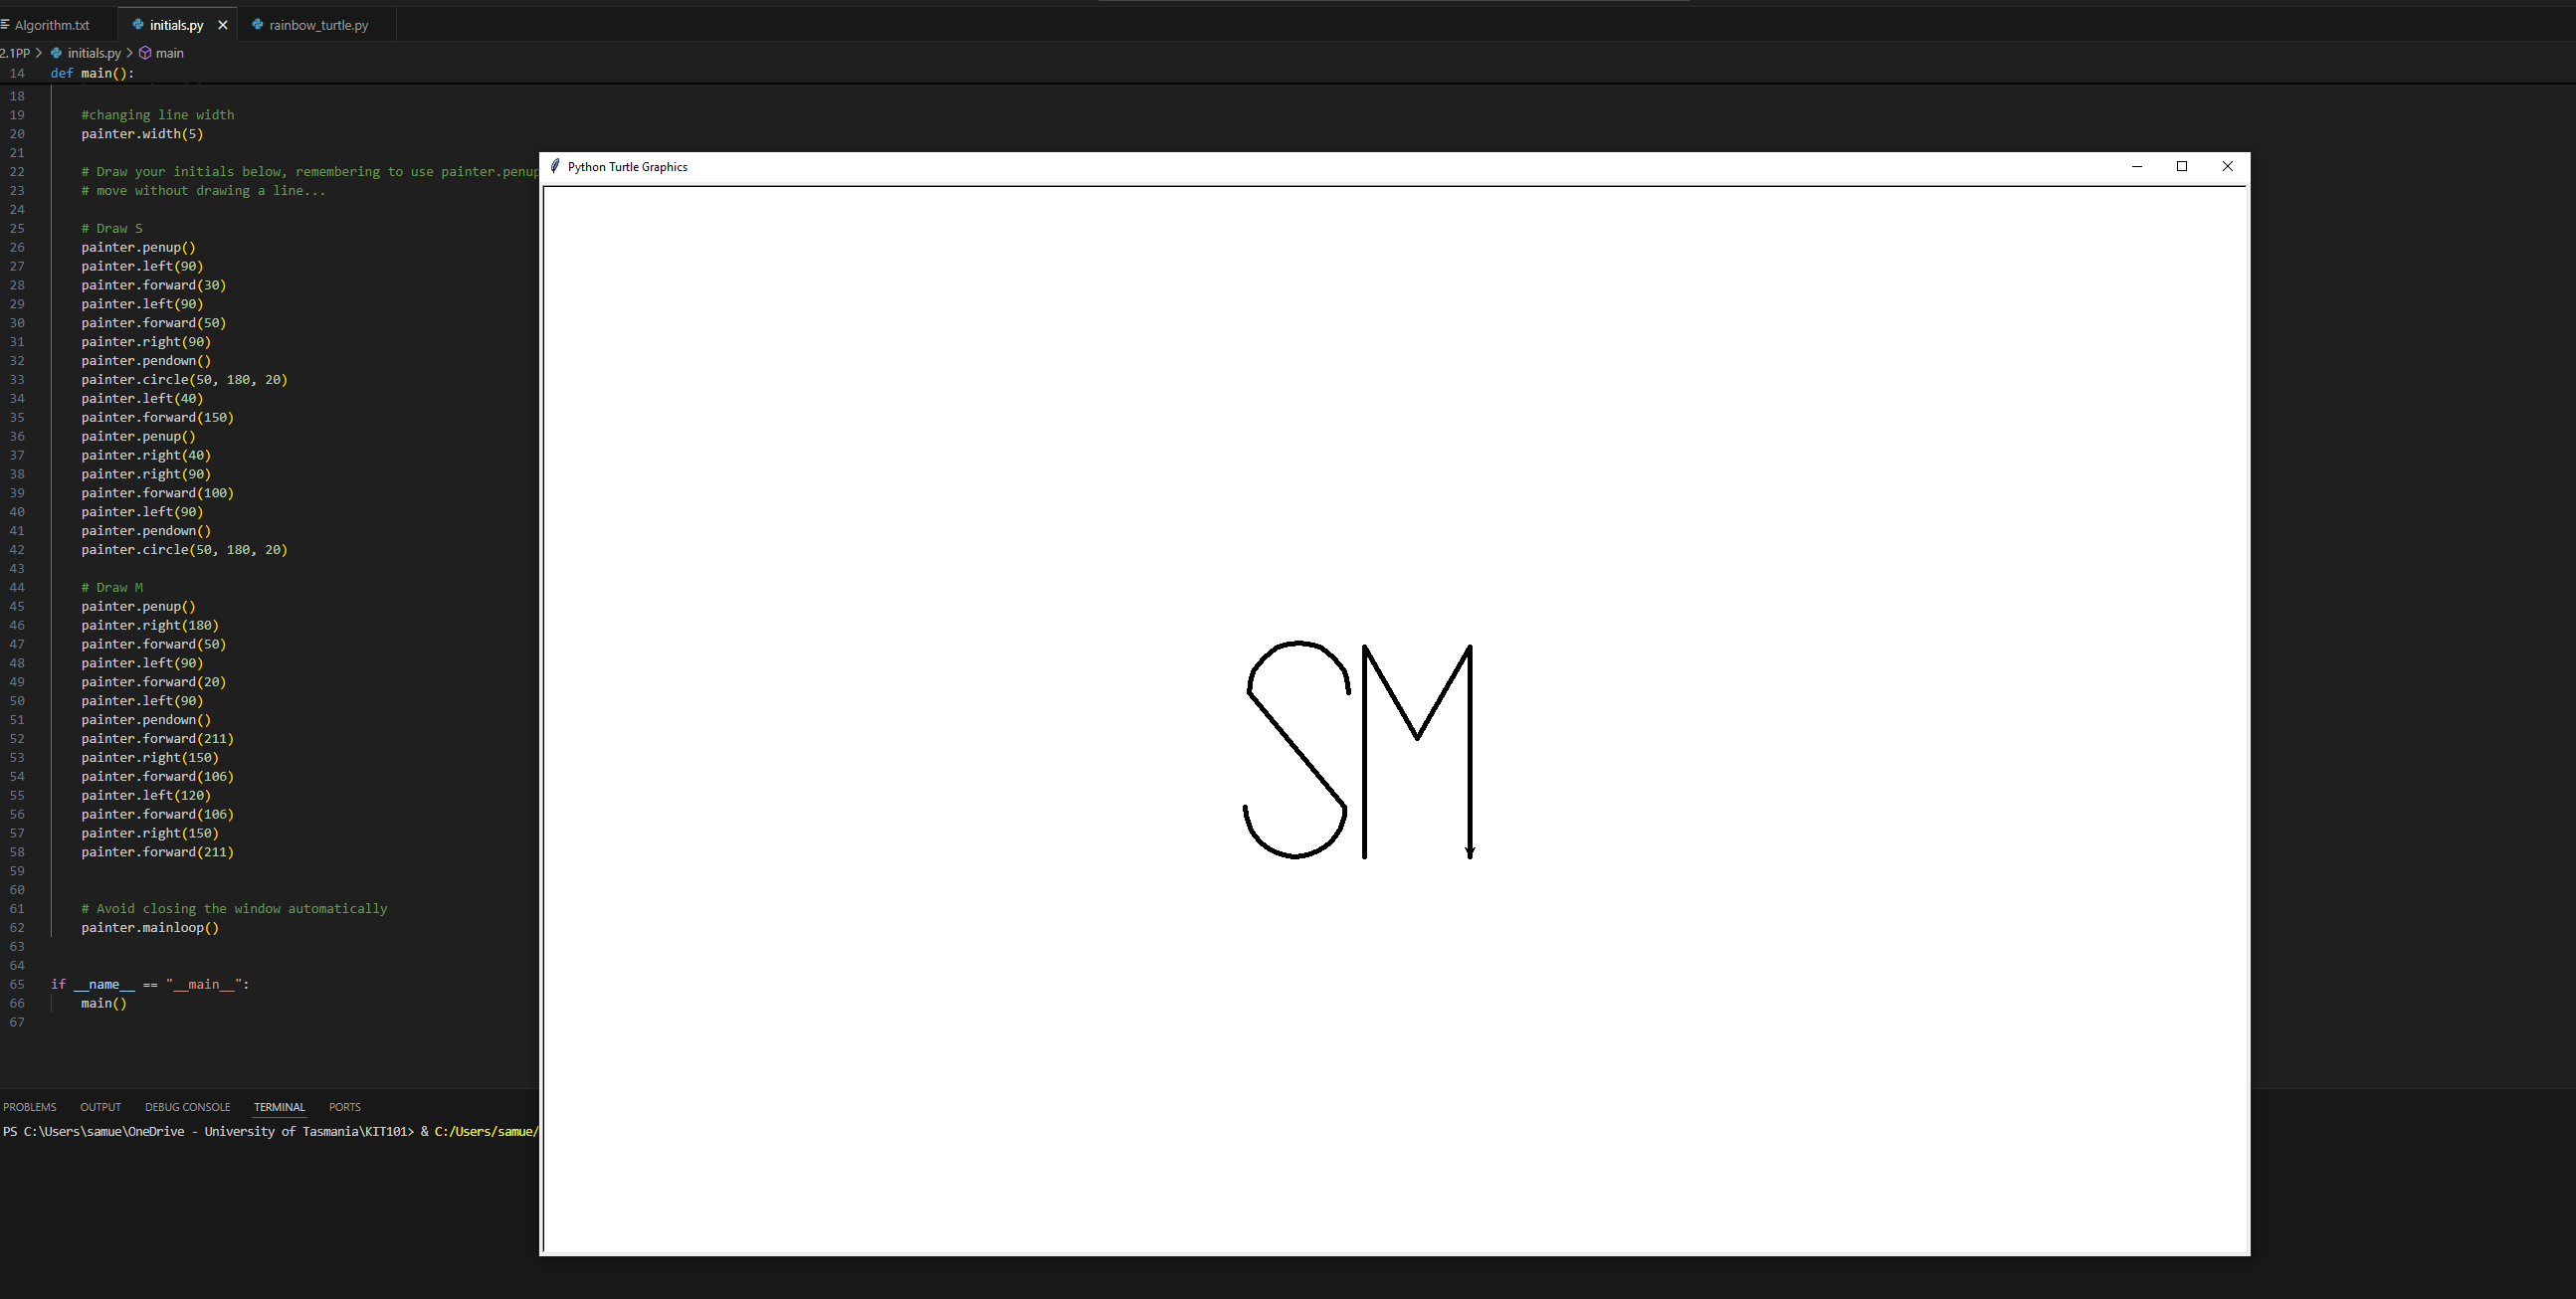 Algorithm.txt
initials.py
rainbow_turtle.py
2.1PP > initials.py > main
14 def main():
18
19 #changing line width
20 painter.width(5)
21
22 # Draw your initials below, remembering to use painter.penup
23 # move without drawing a line...
24
25 # Draw S
26 painter.penup()
27 painter.left(90)
28 painter.forward(30)
29 painter.left(90)
30 painter.forward(50)
31 painter.right(90)
32 painter.pendown()
33 painter.circle(50, 180, 20)
34 painter.left(40)
35 painter.forward(150)
36 painter.penup()
37 painter.right(40)
38 painter.right(90)
39 painter.forward(100)
40 painter.left(90)
41 painter.pendown()
42 painter.circle(50, 180, 20)
43
44 # Draw M
45 painter.penup()
46 painter.right(180)
47 painter.forward(50)
48 painter.left(90)
49 painter.forward(20)
50 painter.left(90)
51 painter.pendown()
52 painter.forward(211)
53 painter.right(150)
54 painter.forward(106)
55 painter.left(120)
56 painter.forward(106)
57 painter.right(150)
58 painter.forward(211)
59
60
61 # Avoid closing the window automatically
62 painter.mainloop()
63
64
65 if __name__ == "__main__":
66 main()
67
Python Turtle Graphics
SM
PROBLEMS OUTPUT DEBUG CONSOLE TERMINAL PORTS
PS C:\Users\samue\OneDrive - University of Tasmania\KIT101> & C:/Users/samue/